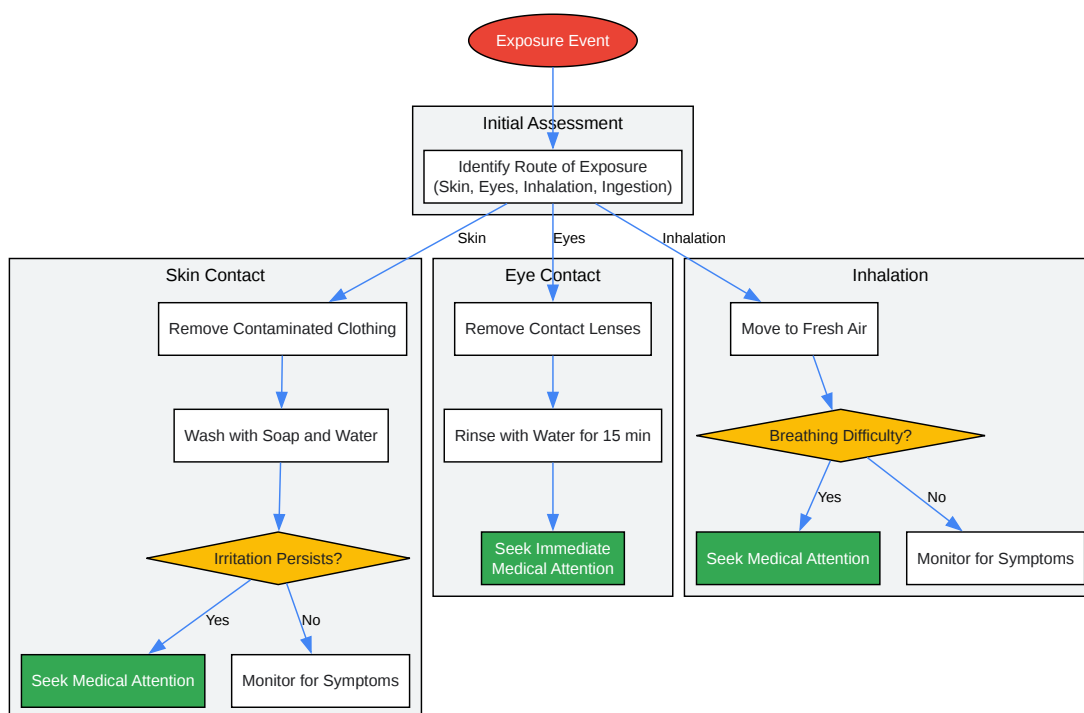 Exposure Event
Initial Assessment
Identify Route of Exposure
(Skin, Eyes, Inhalation, Ingestion)
Skin
Eyes
Inhalation
Skin Contact
Remove Contaminated Clothing
Wash with Soap and Water
Irritation Persists?
Yes
No
Seek Medical Attention
Monitor for Symptoms
Eye Contact
Remove Contact Lenses
Rinse with Water for 15 min
Seek Immediate
Medical Attention
Inhalation
Move to Fresh Air
Breathing Difficulty?
Yes
No
Seek Medical Attention
Monitor for Symptoms